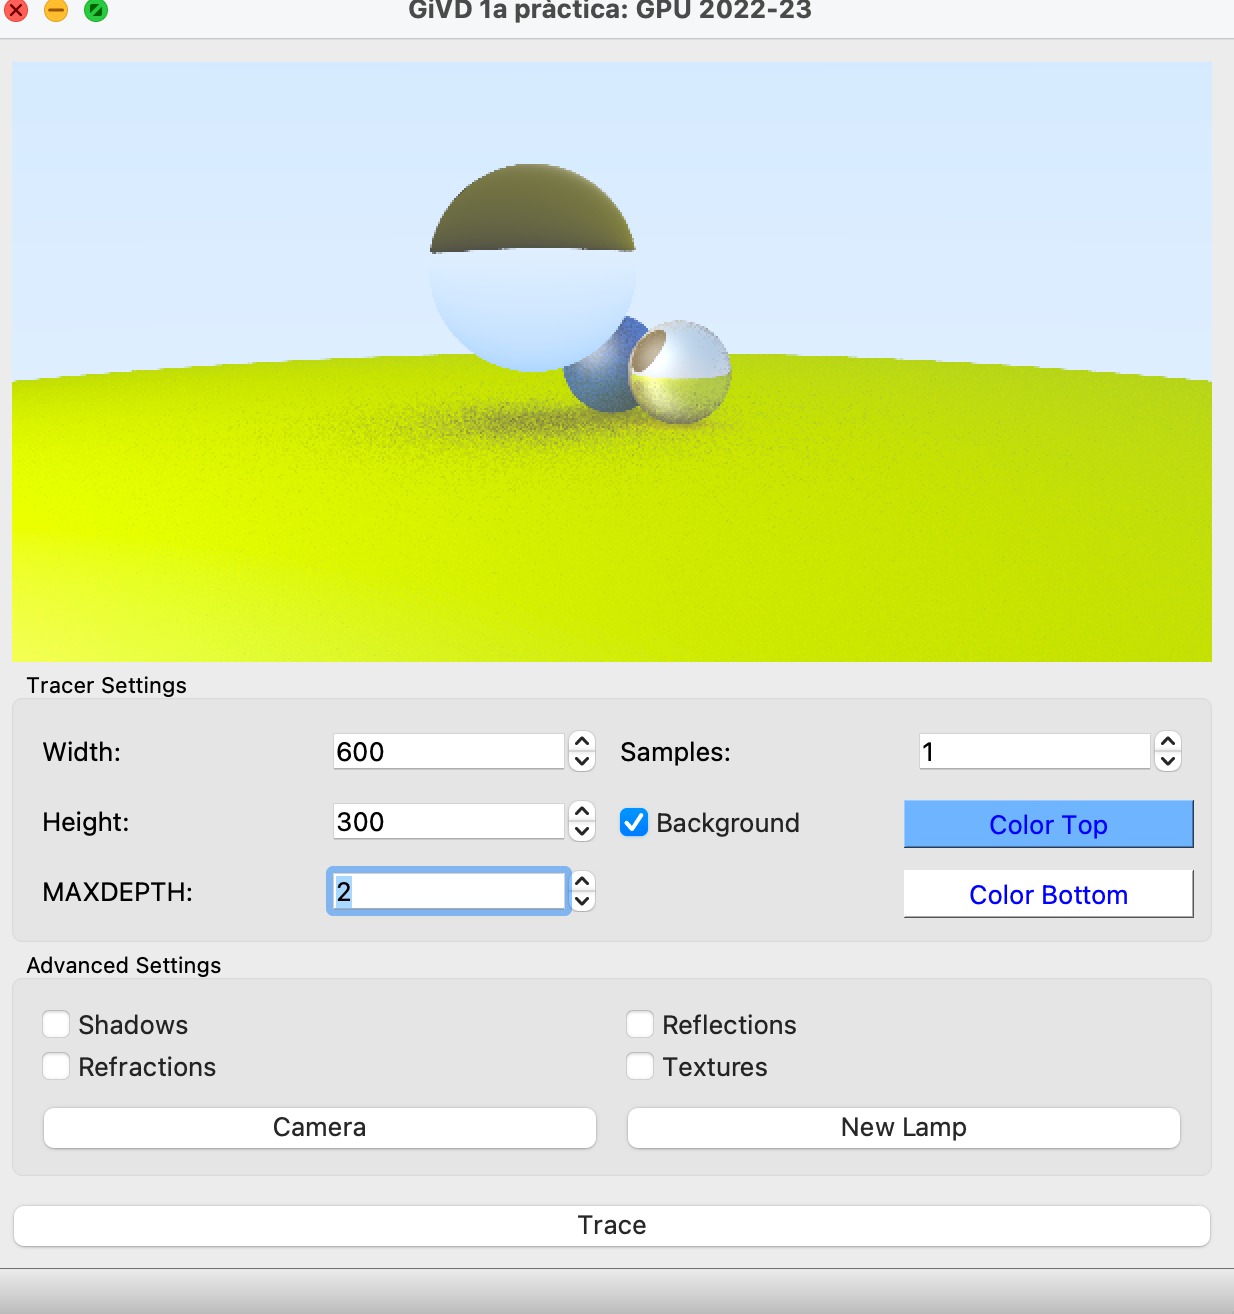 GiVD 1a pràctica: GPU 2022-23
Tracer Settings
Width: 600 Samples: 1
Height: 300 Background Color Top
MAXDEPTH: 2 Color Bottom
Advanced Settings
Shadows Reflections
Refractions Textures
Camera New Lamp
Trace